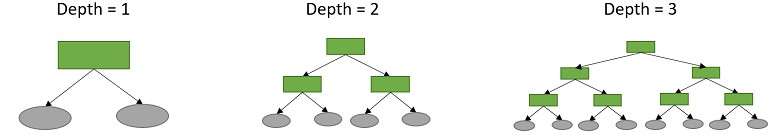 Depth = 1
Depth = 2
Depth = 3